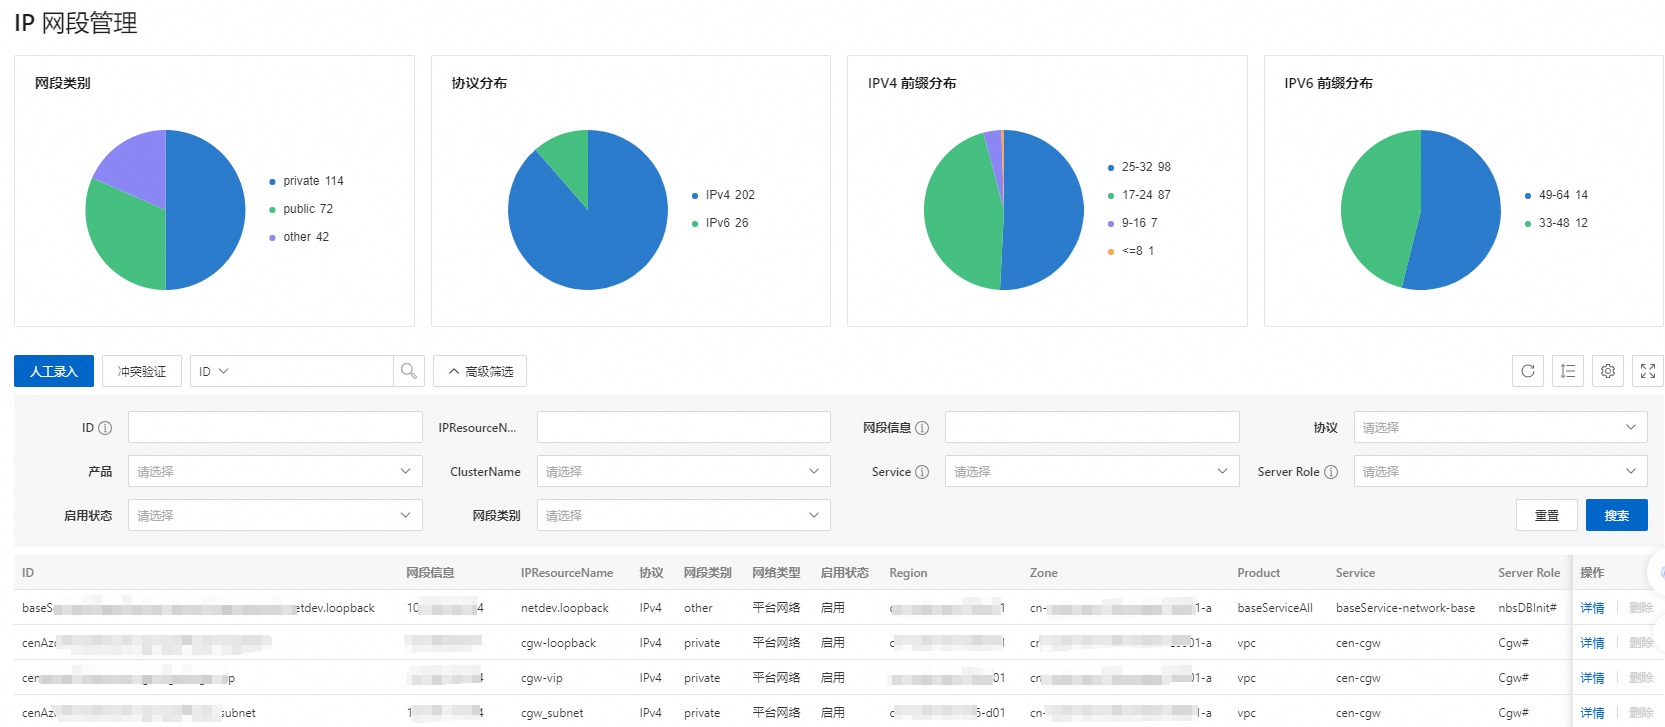 IP 网段管理
网段类别
private 114
public 72
other 42
协议分布
IPv4 202
IPv6 26
IPV4 前缀分布
25-32 98
17-24 87
9-16 7
<=8 1
IPV6 前缀分布
49-64 14
33-48 12
人工录入 冲突验证 ID 高级筛选
ID IPResourceN... 网段信息 协议 请选择
产品 请选择 ClusterName 请选择 Service 请选择 Server Role 请选择
启用状态 请选择 网段类别 请选择 重置 搜索
ID 网段信息 IPResourceName 协议 网段类别 网络类型 启用状态 Region Zone Product Service Server Role 操作
netdev.loopback IPv4 other 平台网络 启用 baseServiceAll baseService-network-base nbsDBInit# 详情 删除
cgw-loopback IPv4 private 平台网络 启用 vpc cen-cgw Cgw# 详情 删除
cgw-vip IPv4 private 平台网络 启用 vpc cen-cgw Cgw# 详情 删除
cgw_subnet IPv4 private 平台网络 启用 vpc cen-cgw Cgw# 详情 删除